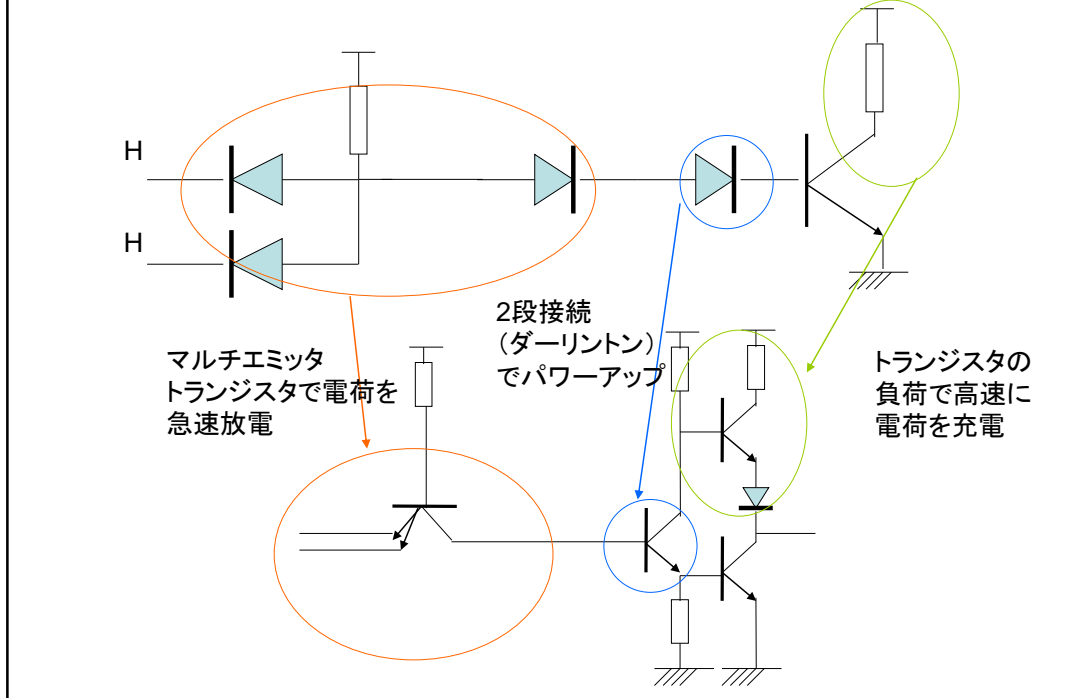 H
H
2段接続
（ダーリントン）
でパワーアップ
マルチエミッタ
トランジスタで電荷を
急速放電
トランジスタの
負荷で高速に
電荷を充電